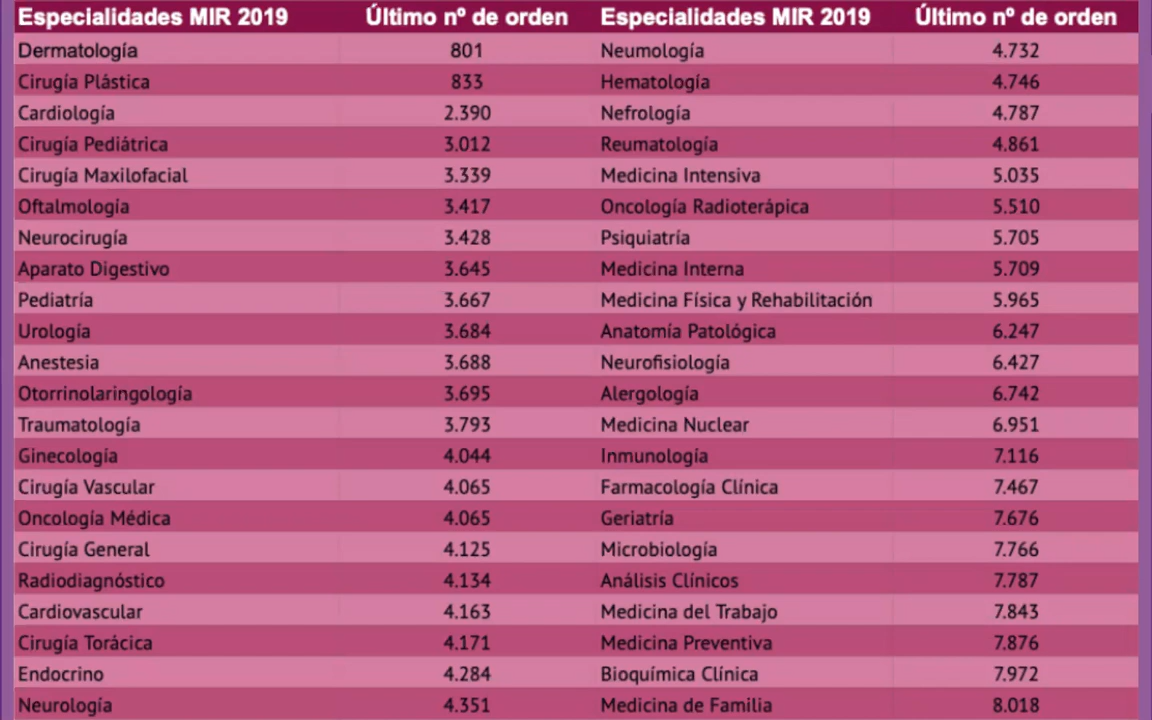 Especialidades MIR 2019 Último nº de orden Especialidades MIR 2019 Último nº de orden
Dermatología 801 Neumología 4.732
Cirugía Plástica 833 Hematología 4.746
Cardiología 2.390 Nefrología 4.787
Cirugía Pediátrica 3.012 Reumatología 4.861
Cirugía Maxilofacial 3.339 Medicina Intensiva 5.035
Oftalmología 3.417 Oncología Radioterápica 5.510
Neurocirugía 3.428 Psiquiatría 5.705
Aparato Digestivo 3.645 Medicina Interna 5.709
Pediatría 3.667 Medicina Física y Rehabilitación 5.965
Urología 3.684 Anatomía Patológica 6.247
Anestesia 3.688 Neurofisiología 6.427
Otorrinolaringología 3.695 Alergología 6.742
Traumatología 3.793 Medicina Nuclear 6.951
Ginecología 4.044 Inmunología 7.116
Cirugía Vascular 4.065 Farmacología Clínica 7.467
Oncología Médica 4.065 Geriatría 7.676
Cirugía General 4.125 Microbiología 7.766
Radiodiagnóstico 4.134 Análisis Clínicos 7.787
Cardiovascular 4.163 Medicina del Trabajo 7.843
Cirugía Torácica 4.171 Medicina Preventiva 7.876
Endocrino 4.284 Bioquímica Clínica 7.972
Neurología 4.351 Medicina de Familia 8.018